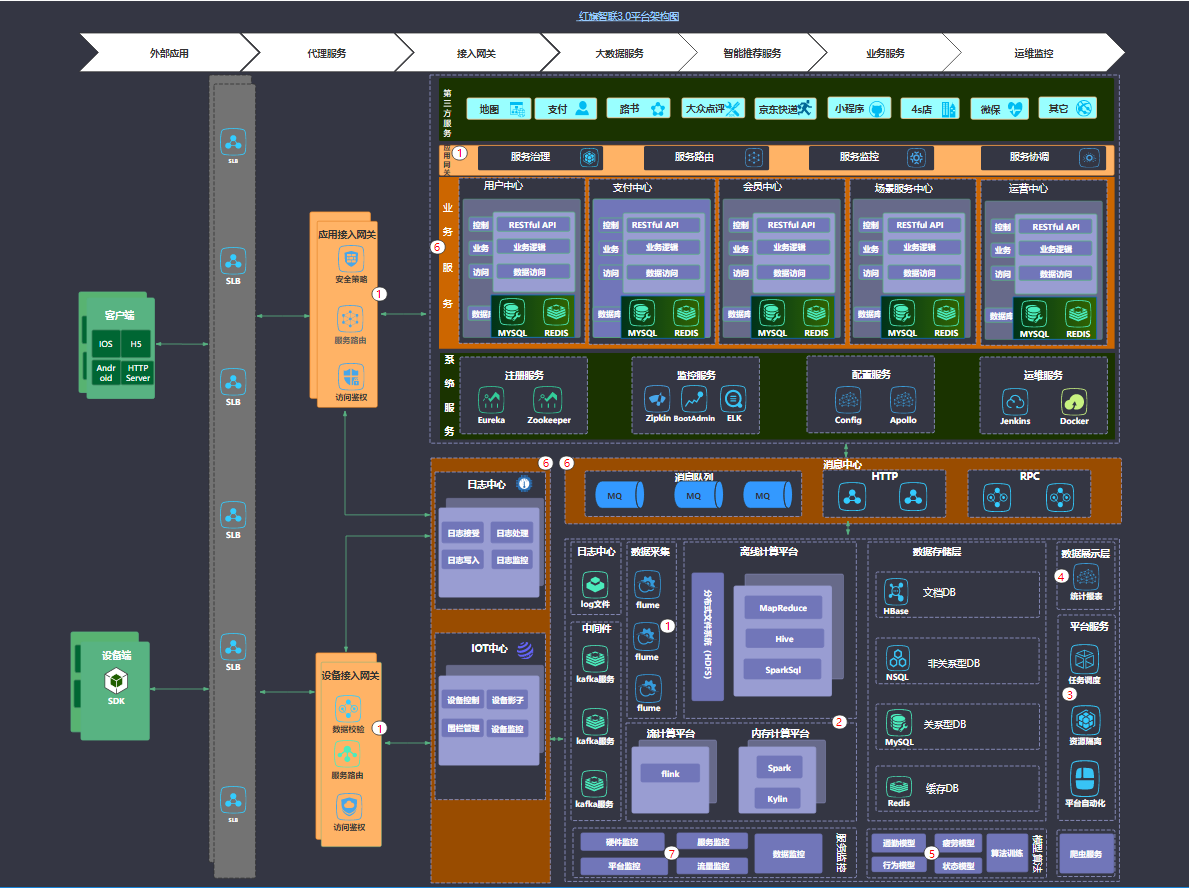 红旗智联3.0平台架构图
外部应用
代理服务
接入网关
大数据服务
智能推荐服务
业务服务
运维监控
SLB
SLB
SLB
SLB
SLB
SLB
客户端
IOS
H5
Andr
oid
HTTP
Server
设备端
SDK
应用接入网关
安全策略
1
服务路由
访问鉴权
设备接入网关
数据校验
1
服务路由
访问鉴权
第三方服务
地图
支付
路书
大众点评
京东快递
小程序
4s店
微保
其它
应用网关
1
服务治理
服务路由
服务监控
服务协调
业务服务
6
用户中心
控制
RESTful API
业务
业务逻辑
访问
数据访问
数据库
MYSQL
REDIS
支付中心
控制
RESTful API
业务
业务逻辑
访问
数据访问
数据库
MYSQL
REDIS
会员中心
控制
RESTful API
业务
业务逻辑
访问
数据访问
数据库
MYSQL
REDIS
场景服务中心
控制
RESTful API
业务
业务逻辑
访问
数据访问
数据库
MYSQL
REDIS
运营中心
控制
RESTful API
业务
业务逻辑
访问
数据访问
数据库
MYSQL
REDIS
系统服务
注册服务
Eureka
Zookeeper
监控服务
Zipkin
BootAdmin
ELK
配置服务
Config
Apollo
运维服务
Jenkins
Docker
6
日志中心
日志接受
日志处理
日志写入
日志监控
IOT中心
设备控制
设备影子
围栏管理
设备监控
6
消息中心
消息队列
MQ
MQ
MQ
HTTP
RPC
日志中心
log文件
中间件
kafka服务
kafka服务
kafka服务
数据采集
flume
1
flume
flume
离线计算平台
分布式文件系统（HDFS）
MapReduce
Hive
SparkSql
2
流计算平台
flink
内存计算平台
Spark
Kylin
数据存储层
HBase
文档DB
NSQL
非关系型DB
MySQL
关系型DB
Redis
缓存DB
数据展示层
4
统计报表
平台服务
任务调度
3
资源隔离
平台自动化
硬件监控
服务监控
数据监控
7
平台监控
流量监控
服务监控
通勤模型
疲劳模型
算法训练
5
行为模型
状态模型
模型算法
爬虫服务